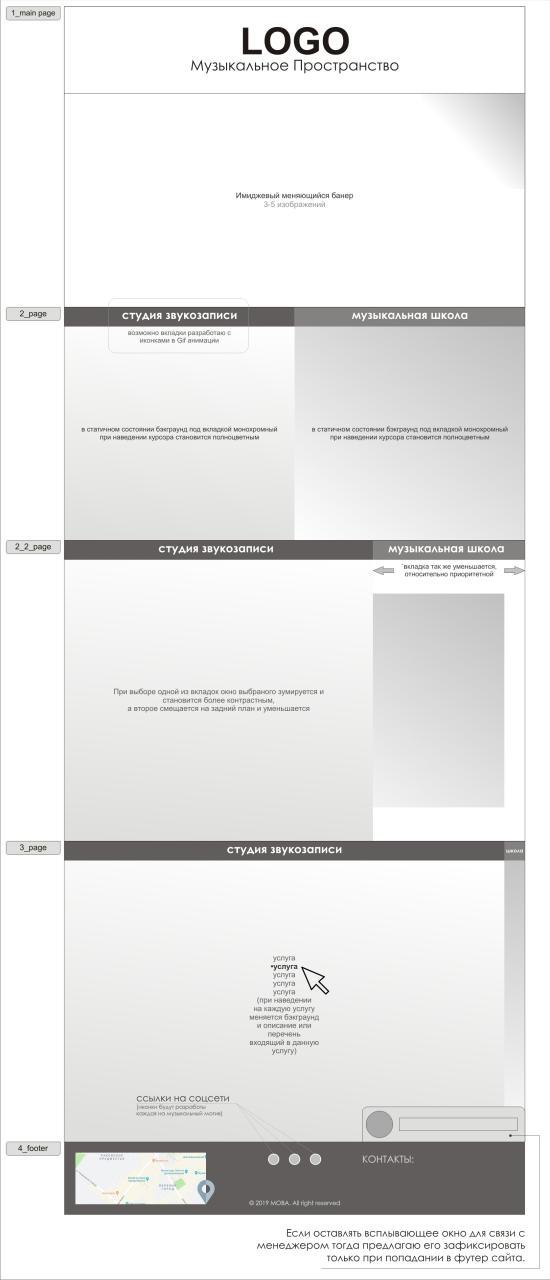 1_main page
LOGO
Музыкальное Пространство
Имиджевый меняющийся банер
3-5 изображений
2_page
студия звукозаписи
музыкальная школа
возможно вкладки разработаю с
иконками в Gif анимации
в статичном состоянии бэкграунд под вкладкой монохромный
при наведении курсора становится полноцветным
в статичном состоянии бэкграунд под вкладкой монохромный
при наведении курсора становится полноцветным
2_2_page
студия звукозаписи
музыкальная школа
*вкладка так же уменьшается,
относительно приоритетной
При выборе одной из вкладок окно выбраного зумируется и
становится более контрастным,
а второе смещается на задний план и уменьшается
3_page
студия звукозаписи
школа
услуга
•услуга
услуга
услуга
услуга
(при наведении
на каждую услугу
меняется бэкграунд
и описание или
перечень
входящий в данную
услугу)
ссылки на соцсети
(иконки будут разработы
каждая на музыкальный мотив)
4_footer
КОНТАКТЫ:
© 2019 МОВА. All right reserved
Если оставлять всплывающее окно для связи с
менеджером тогда предлагаю его зафиксировать
только при попадании в футер сайта.